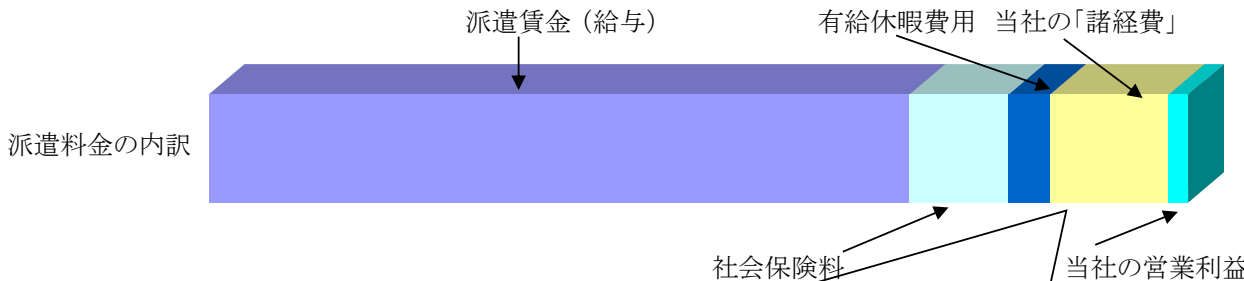 派遣賃金（給与）
有給休暇費用
当社の「諸経費」
派遣料金の内訳
社会保険料
当社の営業利益